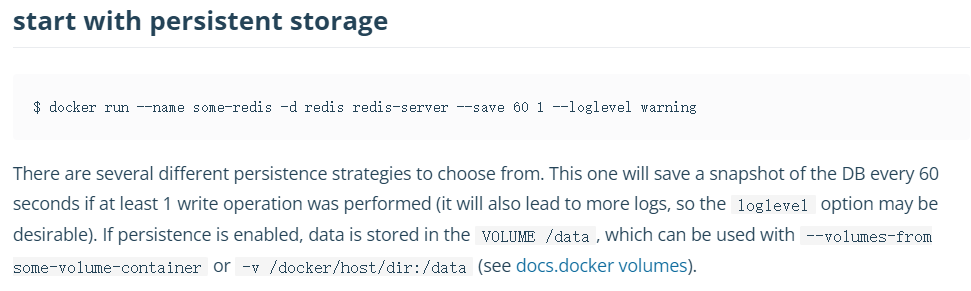 start with persistent storage
$ docker run --name some-redis -d redis redis-server --save 60 1 --loglevel warning
There are several different persistence strategies to choose from. This one will save a snapshot of the DB every 60
seconds if at least 1 write operation was performed (it will also lead to more logs, so the loglevel option may be
desirable). If persistence is enabled, data is stored in the VOLUME /data , which can be used with --volumes-from
some-volume-container or -v /docker/host/dir:/data (see docs.docker volumes).